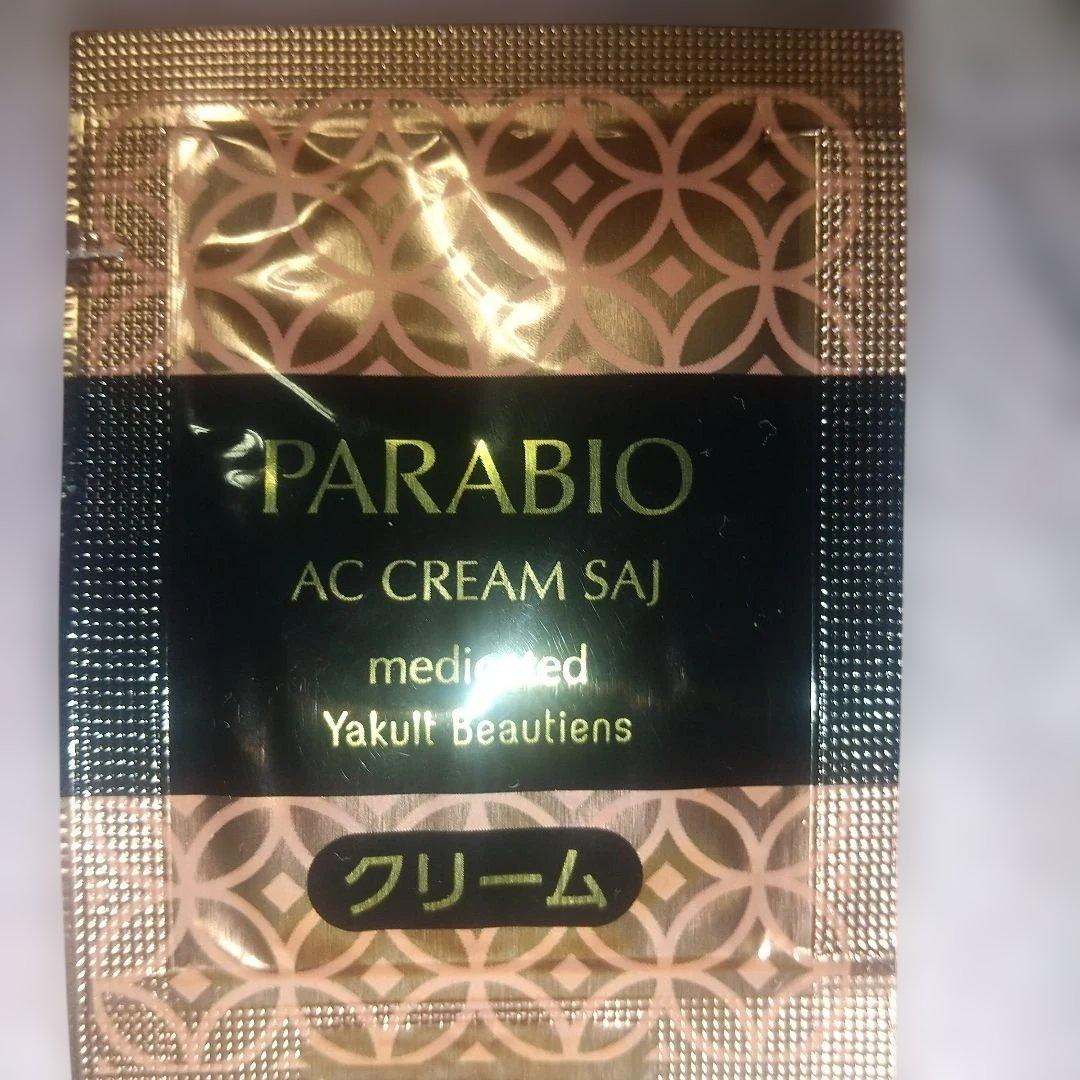 PARABIO
AC CREAM SAJ
medicated
Yakult Beautiens
クリーム